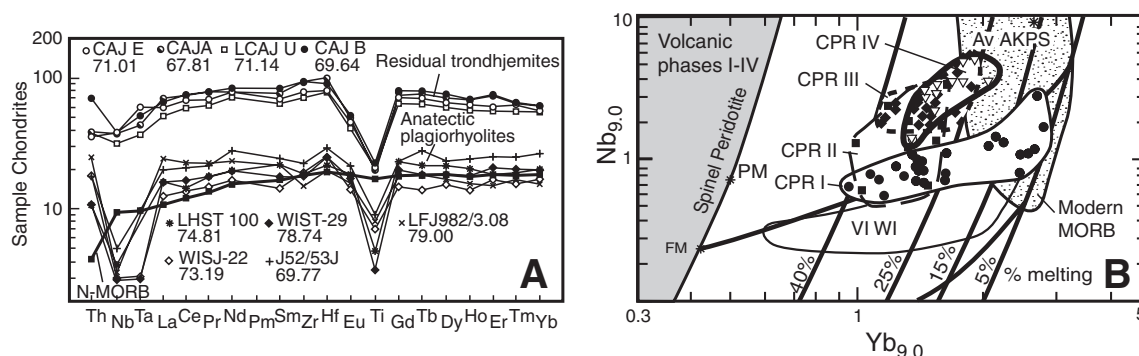 200
100
10
Sample Chondrites
CAJ E CAJA LCAJ U CAJ B
71.01 67.81 71.14 69.64
Residual trondhjemites
Anatectic
plagiorhyolites
LHST 100 WIST-29 LFJ982/3.08
74.81 78.74 79.00
WISJ-22 J52/53J
73.19 69.77
N-MORB
A
Th Nb Ta La Ce Pr Nd Pm Sm Zr Hf Eu Ti Gd Tb Dy Ho Er Tm Yb
10
1
Nb9.0
Volcanic
phases I-IV
Spinel Peridotite
PM
FM
CPR IV
CPR III
CPR II
CPR I
Av AKPS
VI WI
Modern
MORB
40% 25% 15% 5% % melting
B
0.3 1 5
Yb9.0